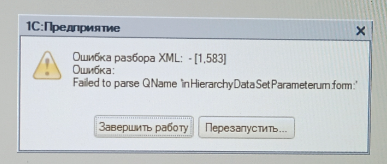 1С:Предприятие
Ошибка разбора XML: - [1,583]
Ошибка:
Failed to parse QName 'InHierarchyDataSetParameterum:form:'
Завершить работу
Перезапустить...